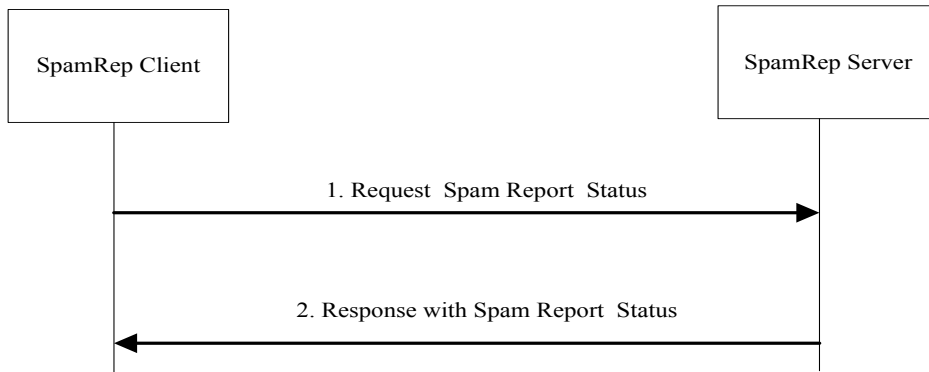 SpamRep Client
SpamRep Server
1. Request Spam Report Status
2. Response with Spam Report Status